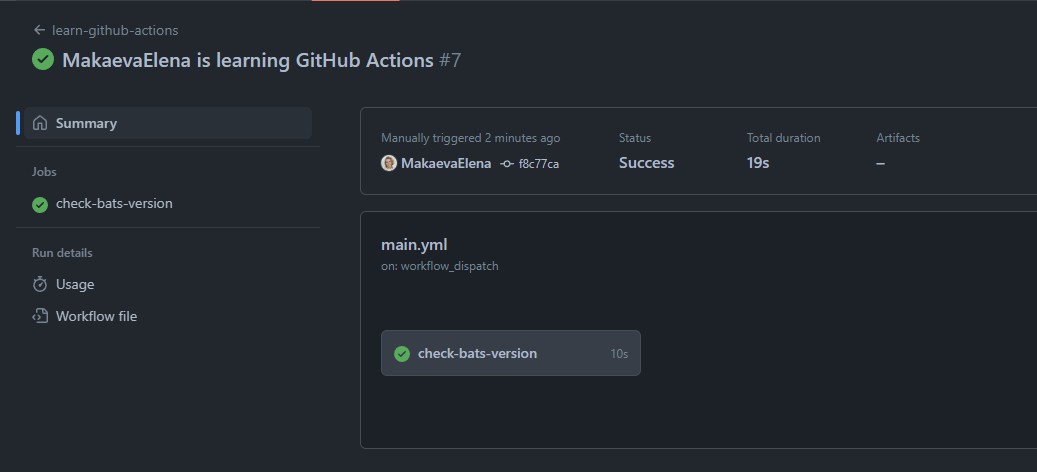 learn-github-actions
MakaevaElena is learning GitHub Actions #7
Summary
Jobs
check-bats-version
Run details
Usage
Workflow file
Manually triggered 2 minutes ago
MakaevaElena f8c77ca
Status
Success
Total duration
19s
Artifacts
–
main.yml
on: workflow_dispatch
check-bats-version 10s